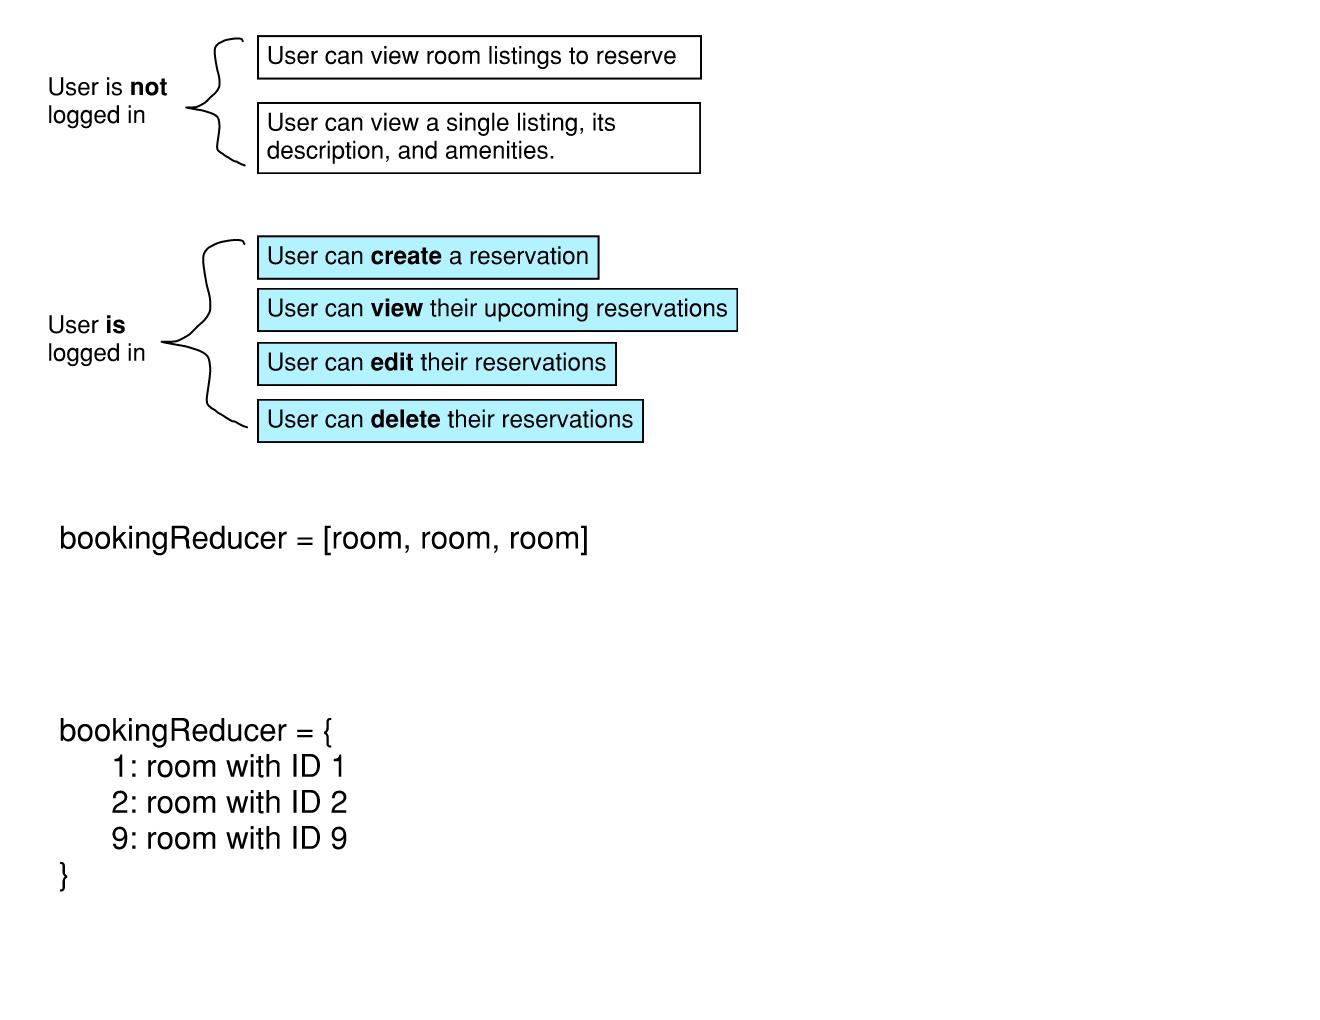 User is not
logged in
User can view room listings to reserve
User can view a single listing, its
description, and amenities.
User is
logged in
User can create a reservation
User can view their upcoming reservations
User can edit their reservations
User can delete their reservations
bookingReducer = [room, room, room]
bookingReducer = {
1: room with ID 1
2: room with ID 2
9: room with ID 9
}